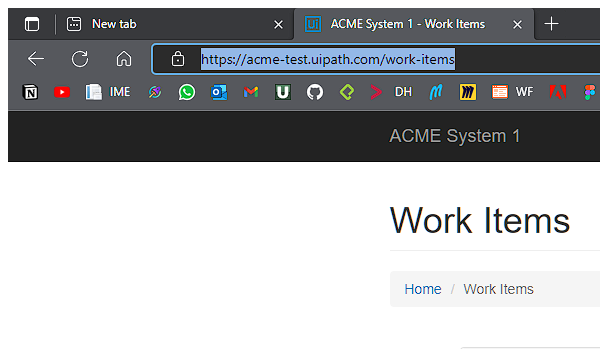 New tab
ACME System 1 - Work Items
https://acme-test.uipath.com/work-items
IME DH WF
ACME System 1
Work Items
Home / Work Items